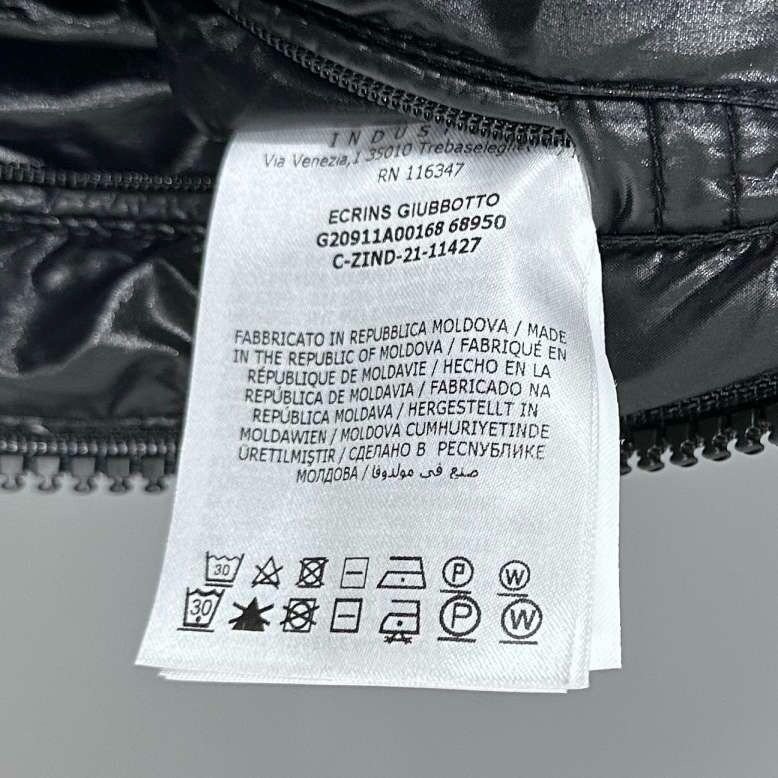 INDUS
Via Venezia,1 35010 Trebaseleghe
RN 116347
ECRINS GIUBBOTTO
G20911A00168 68950
C-ZIND-21-11427
FABBRICATO IN REPUBBLICA MOLDOVA / MADE
IN THE REPUBLIC OF MOLDOVA / FABRIQUÉ EN
RÉPUBLIQUE DE MOLDAVIE / HECHO EN LA
REPÚBLICA DE MOLDAVIA / FABRICADO NA
REPÚBLICA MOLDAVA / HERGESTELLT IN
MOLDAWIEN / MOLDOVA CUMHURIYETINDE
ÜRETILMIŞTIR / СДЕЛАНО В РЕСПУБЛИКЕ
МОЛДОВА / صنع في مولدوفا
30 P W
30 P W